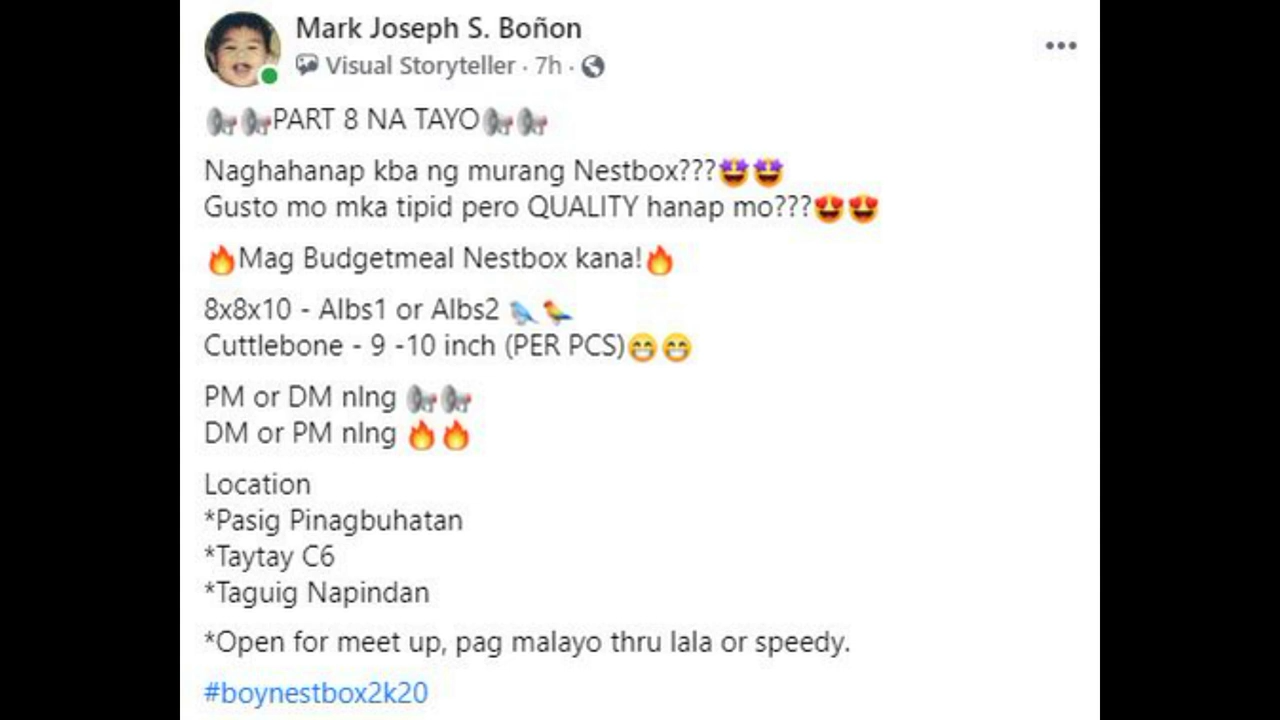 Mark Joseph S. Boñon
Visual Storyteller · 7h ·
📢📢PART 8 NA TAYO📢📢
Naghahanap kba ng murang Nestbox???🤩🤩
Gusto mo mka tipid pero QUALITY hanap mo???😍😍
🔥Mag Budgetmeal Nestbox kana!🔥
8x8x10 - Albs1 or Albs2 🐦🦜
Cuttlebone - 9 -10 inch (PER PCS)😁😁
PM or DM nlng 📢📢
DM or PM nlng 🔥🔥
Location
*Pasig Pinagbuhatan
*Taytay C6
*Taguig Napindan
*Open for meet up, pag malayo thru lala or speedy.
#boynestbox2k20